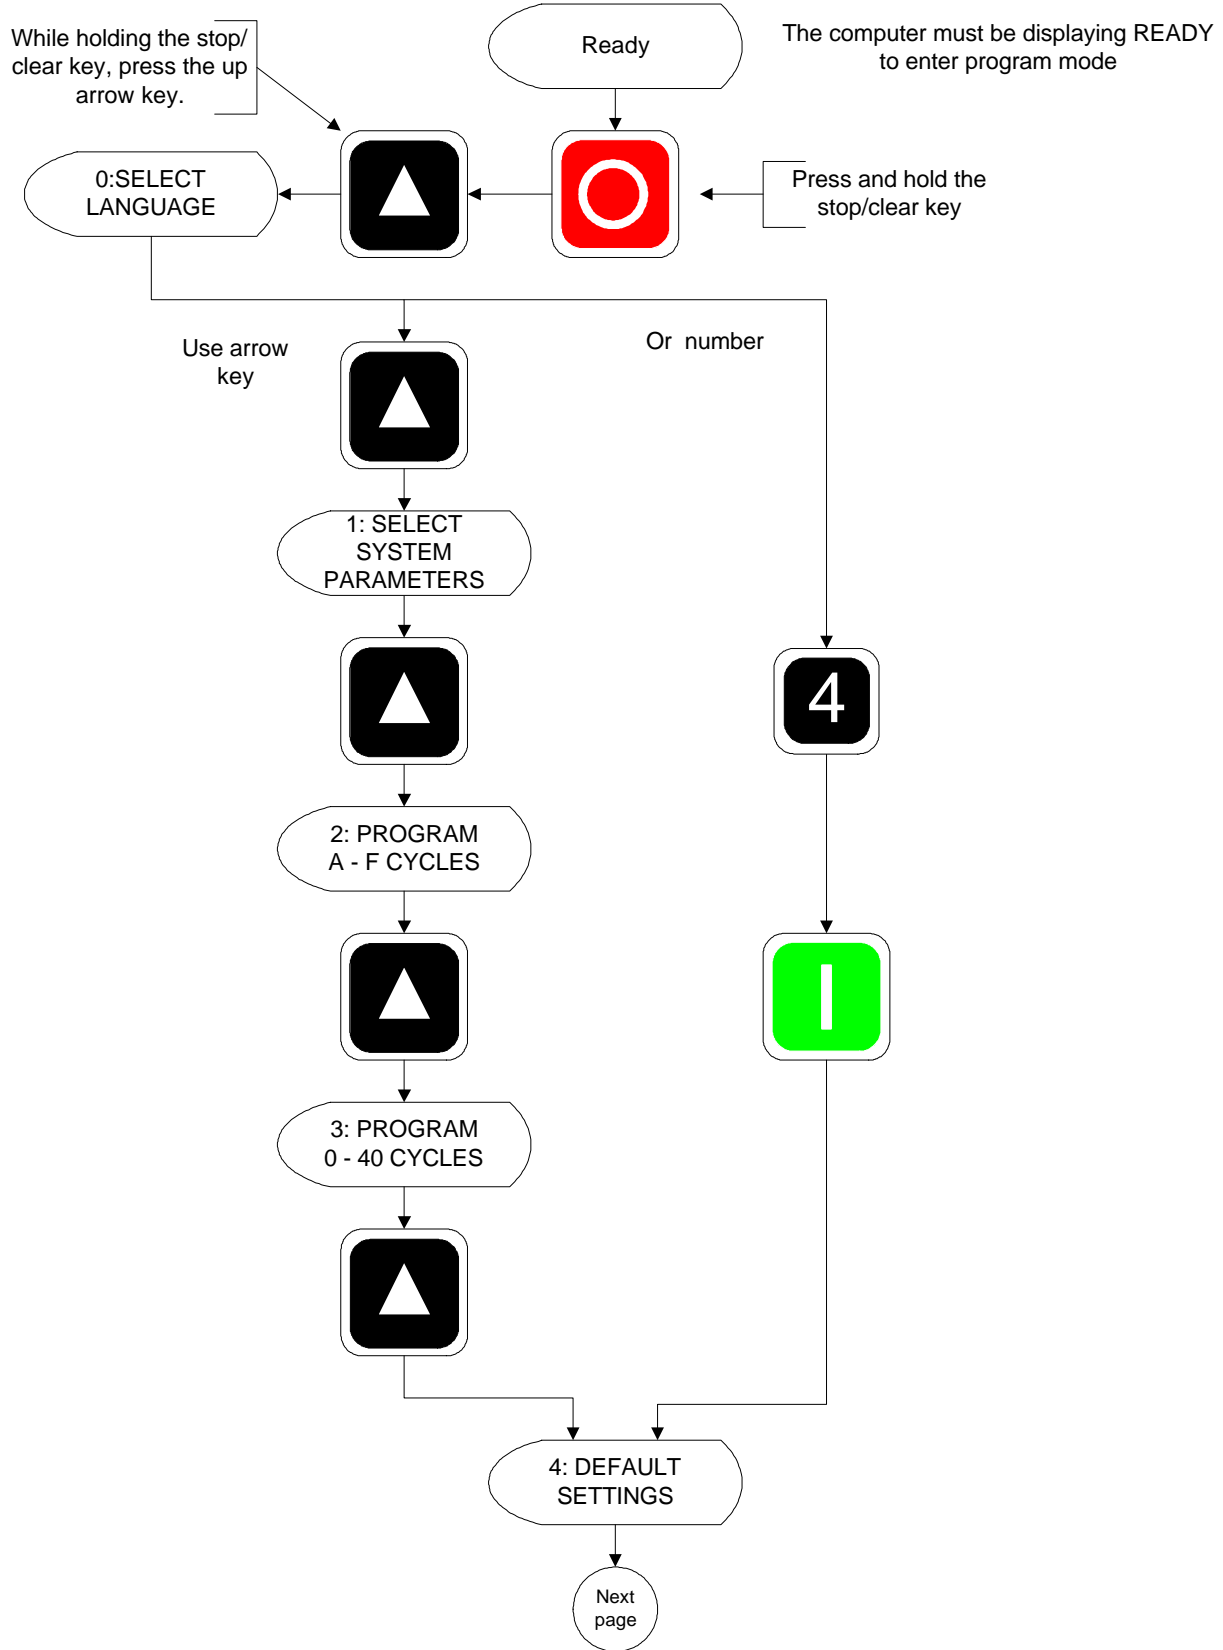 While holding the stop/
clear key, press the up
arrow key.
Ready
The computer must be displaying READY
to enter program mode
0:SELECT
LANGUAGE
Press and hold the
stop/clear key
Use arrow
key
Or number
1: SELECT
SYSTEM
PARAMETERS
4
2: PROGRAM
A - F CYCLES
3: PROGRAM
0 - 40 CYCLES
4: DEFAULT
SETTINGS
Next
page